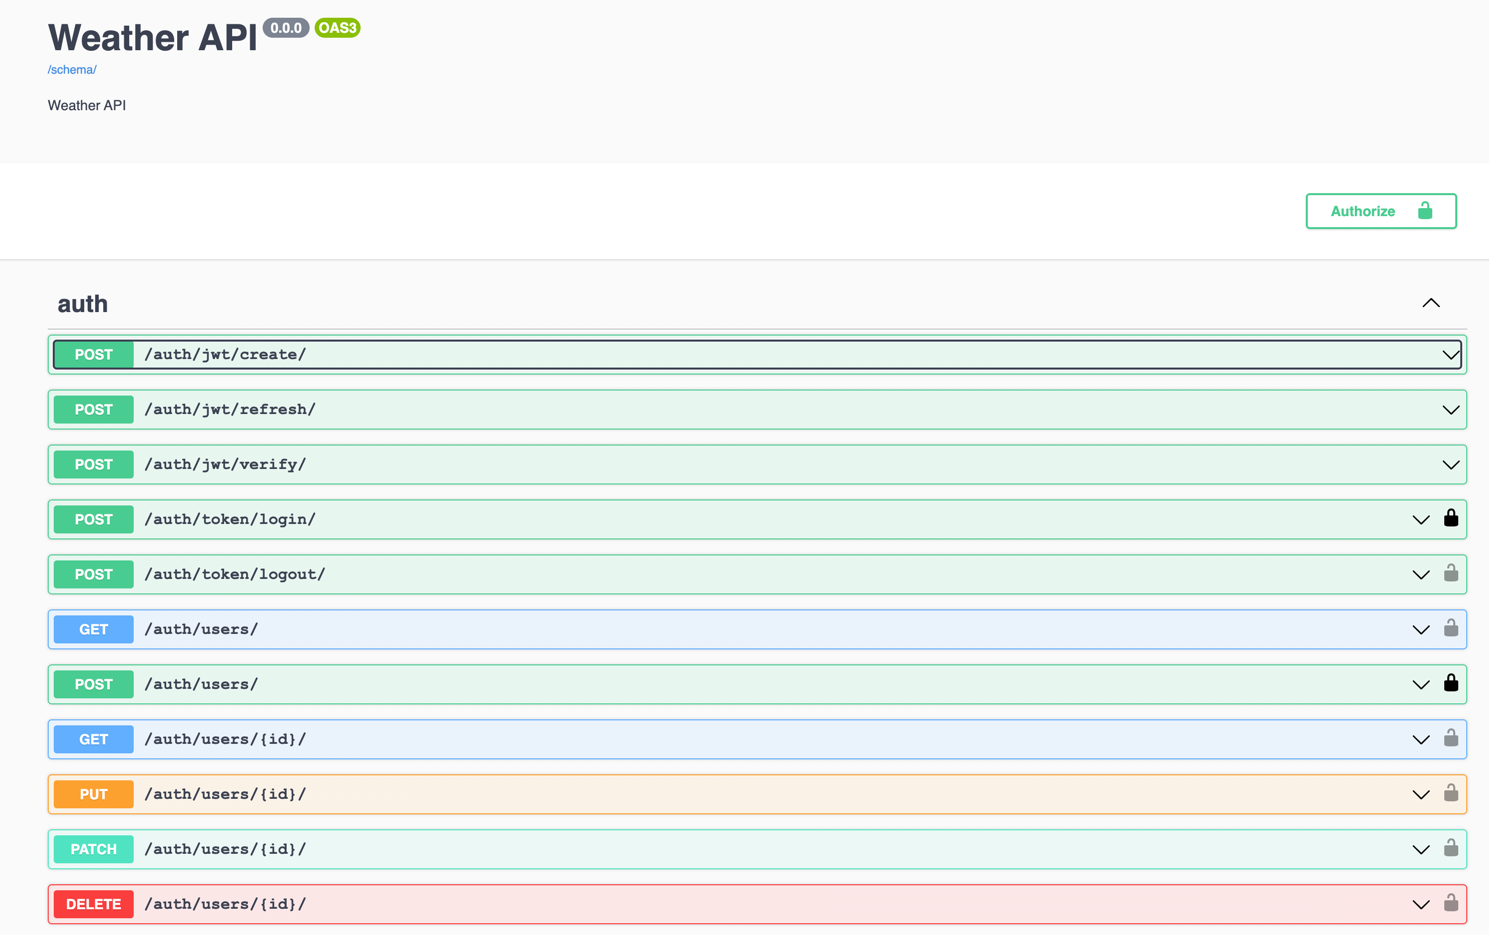 Weather API 0.0.0 OAS3
/schema/
Weather API
Authorize
auth
POST /auth/jwt/create/
POST /auth/jwt/refresh/
POST /auth/jwt/verify/
POST /auth/token/login/
POST /auth/token/logout/
GET /auth/users/
POST /auth/users/
GET /auth/users/{id}/
PUT /auth/users/{id}/
PATCH /auth/users/{id}/
DELETE /auth/users/{id}/